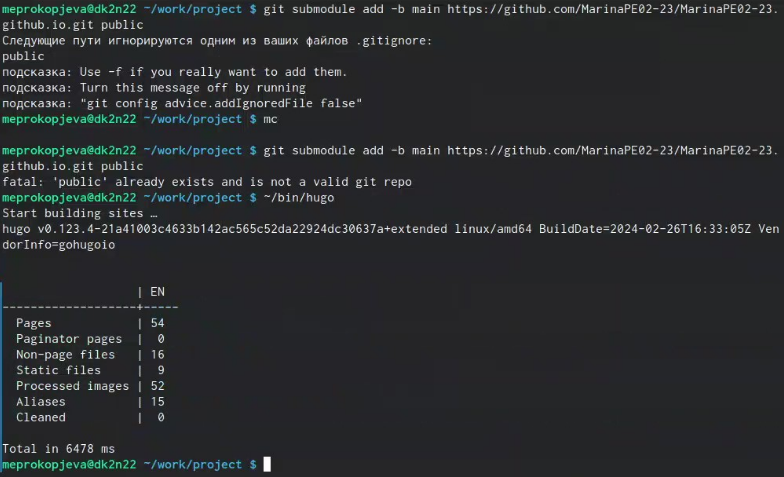 meprokopjeva@dk2n22 ~/work/project $ git submodule add -b main https://github.com/MarinaPE02-23/MarinaPE02-23.
github.io.git public
Следующие пути игнорируются одним из ваших файлов .gitignore:
public
подсказка: Use -f if you really want to add them.
подсказка: Turn this message off by running
подсказка: "git config advice.addIgnoredFile false"
meprokopjeva@dk2n22 ~/work/project $ mc
meprokopjeva@dk2n22 ~/work/project $ git submodule add -b main https://github.com/MarinaPE02-23/MarinaPE02-23.
github.io.git public
fatal: 'public' already exists and is not a valid git repo
meprokopjeva@dk2n22 ~/work/project $ ~/bin/hugo
Start building sites …
hugo v0.123.4-21a41003c4633b142ac565c52da22924dc30637a+extended linux/amd64 BuildDate=2024-02-26T16:33:05Z Ven
dorInfo=gohugoio
| EN
-------------------+-----
Pages | 54
Paginator pages | 0
Non-page files | 16
Static files | 9
Processed images | 52
Aliases | 15
Cleaned | 0
Total in 6478 ms
meprokopjeva@dk2n22 ~/work/project $